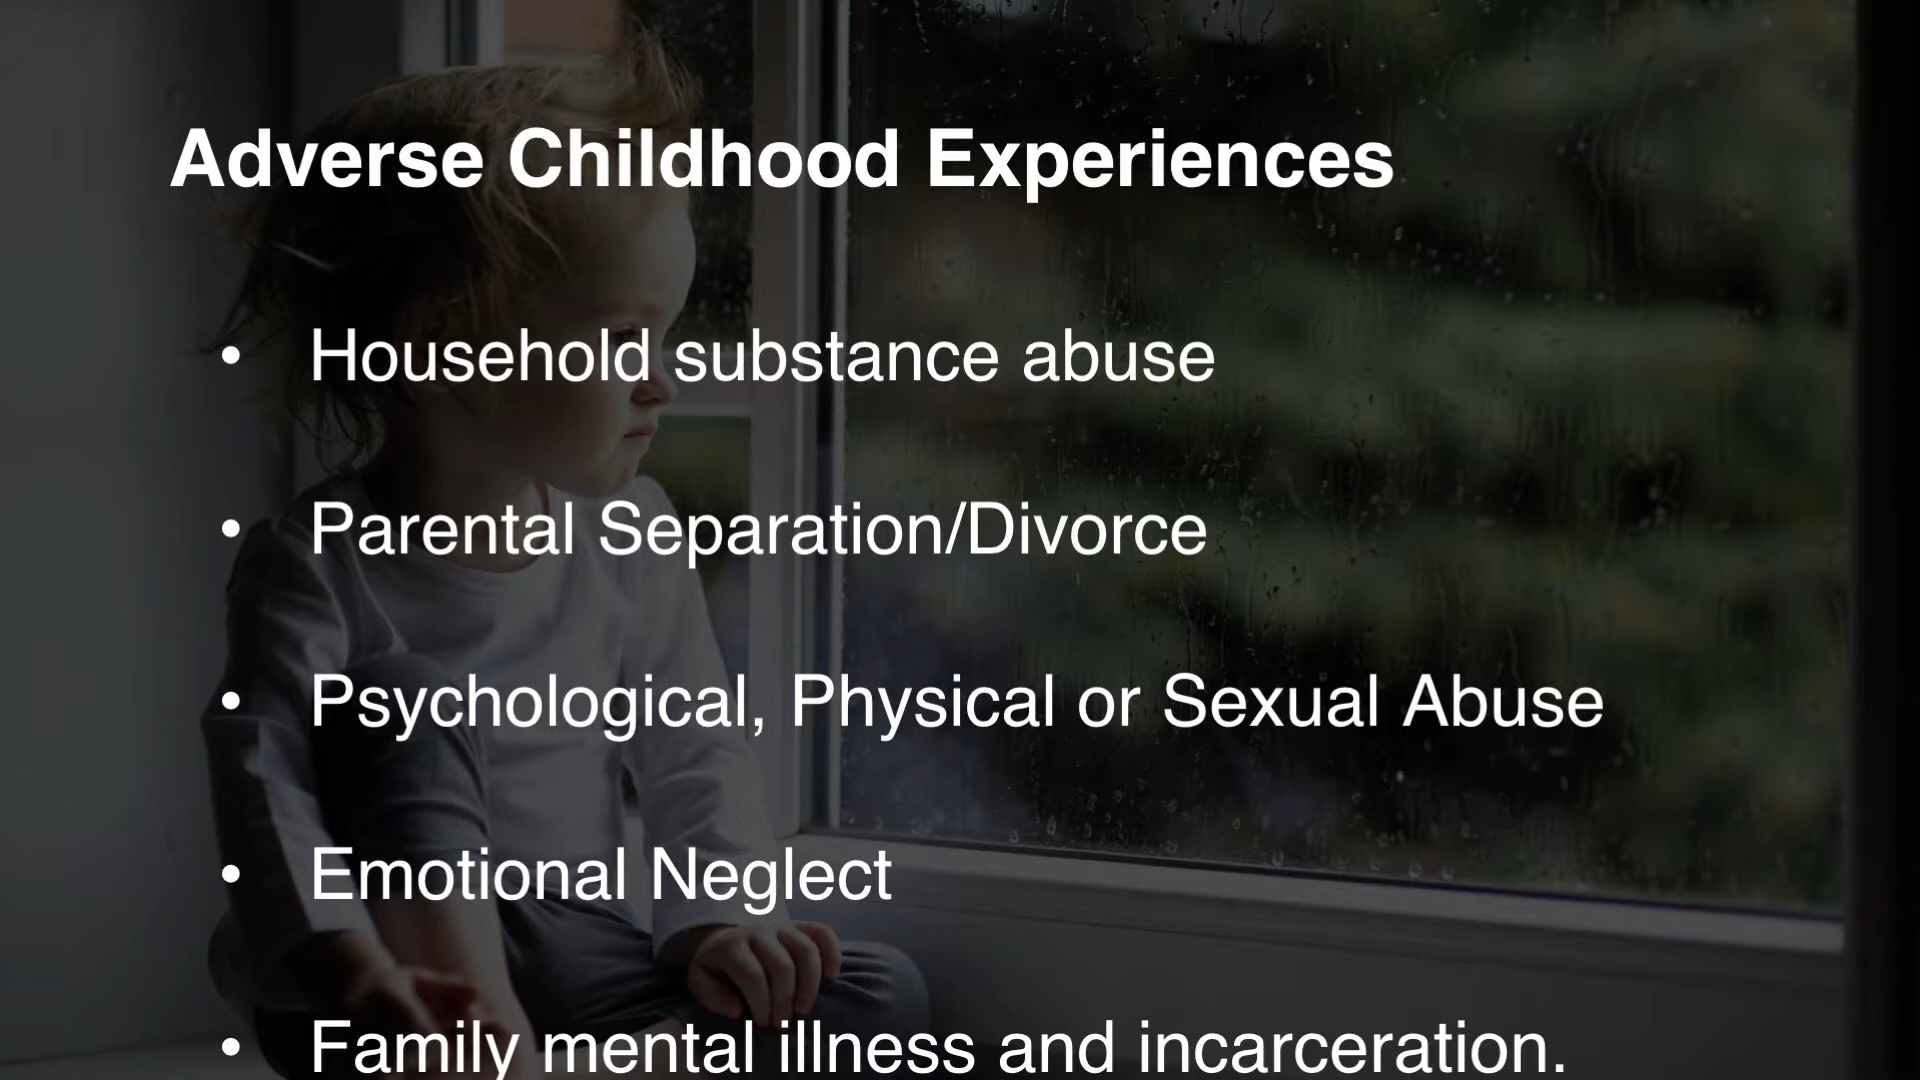 Adverse Childhood Experiences
• Household substance abuse
• Parental Separation/Divorce
• Psychological, Physical or Sexual Abuse
• Emotional Neglect
• Family mental illness and incarceration.